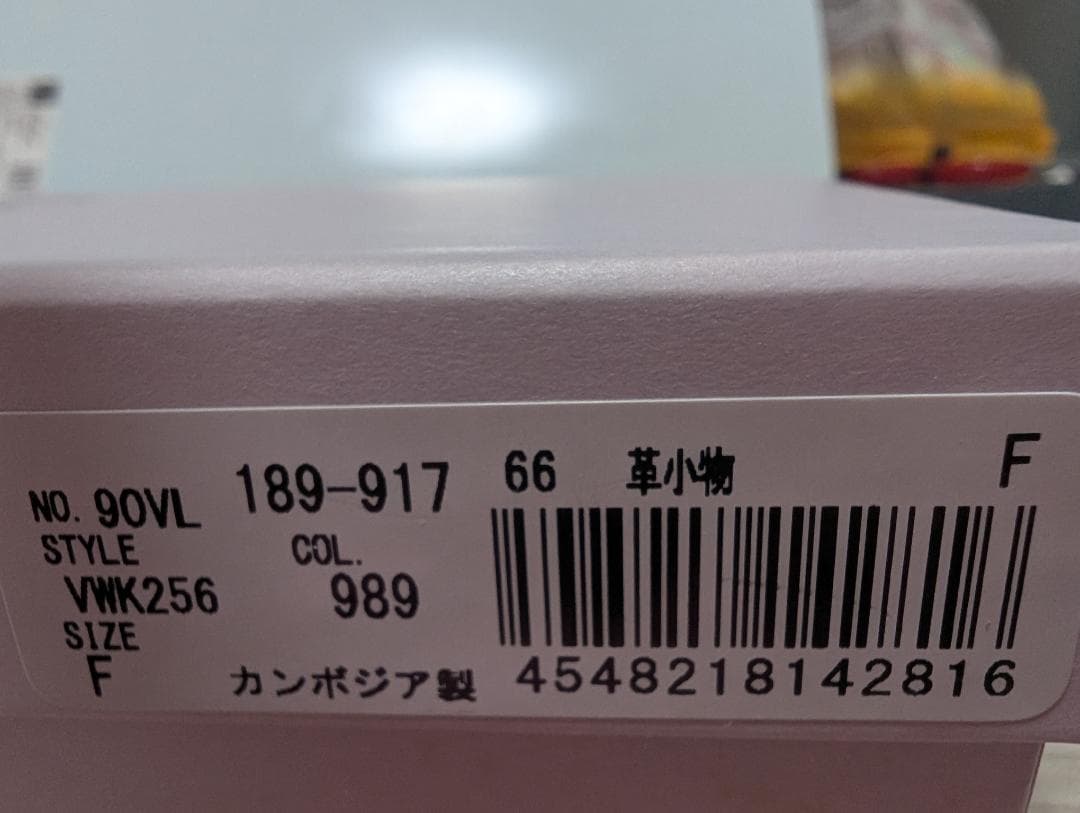 NO. 90VL 189-917 66 革小物 F
STYLE COL.
VWK256 989
SIZE
F カンボジア製 4548218142816